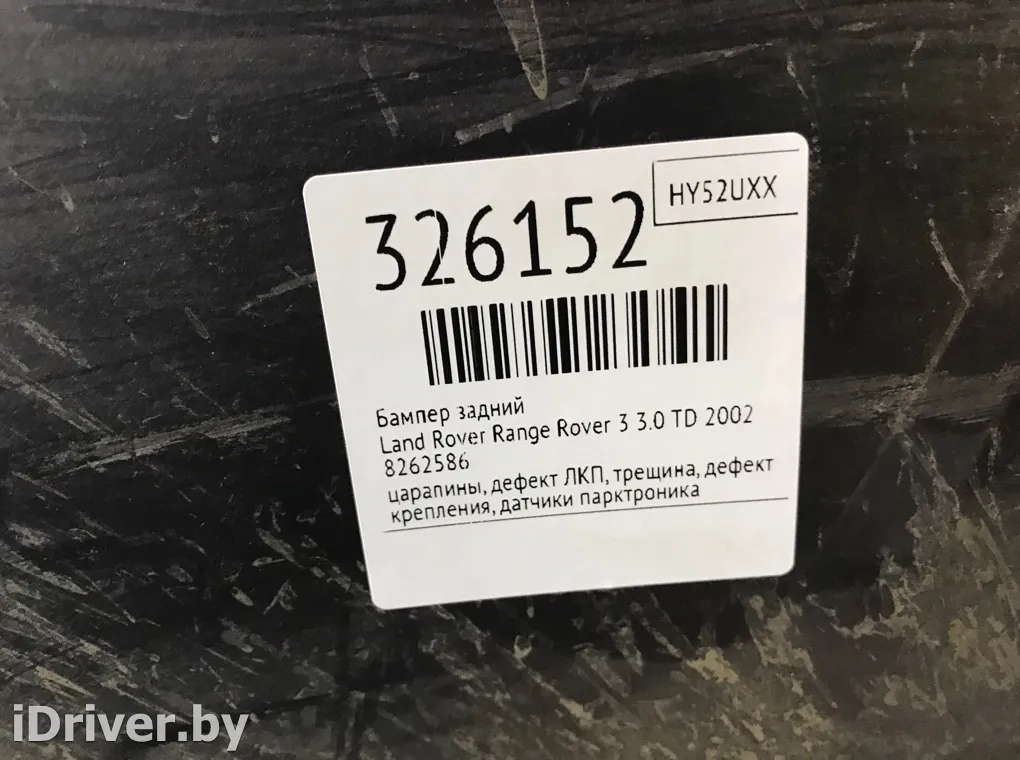 HY52UXX
326152
Бампер задний
Land Rover Range Rover 3 3.0 TD 2002
8262586
царапины, дефект ЛКП, трещина, дефект
крепления, датчики парктроника
iDriver.by